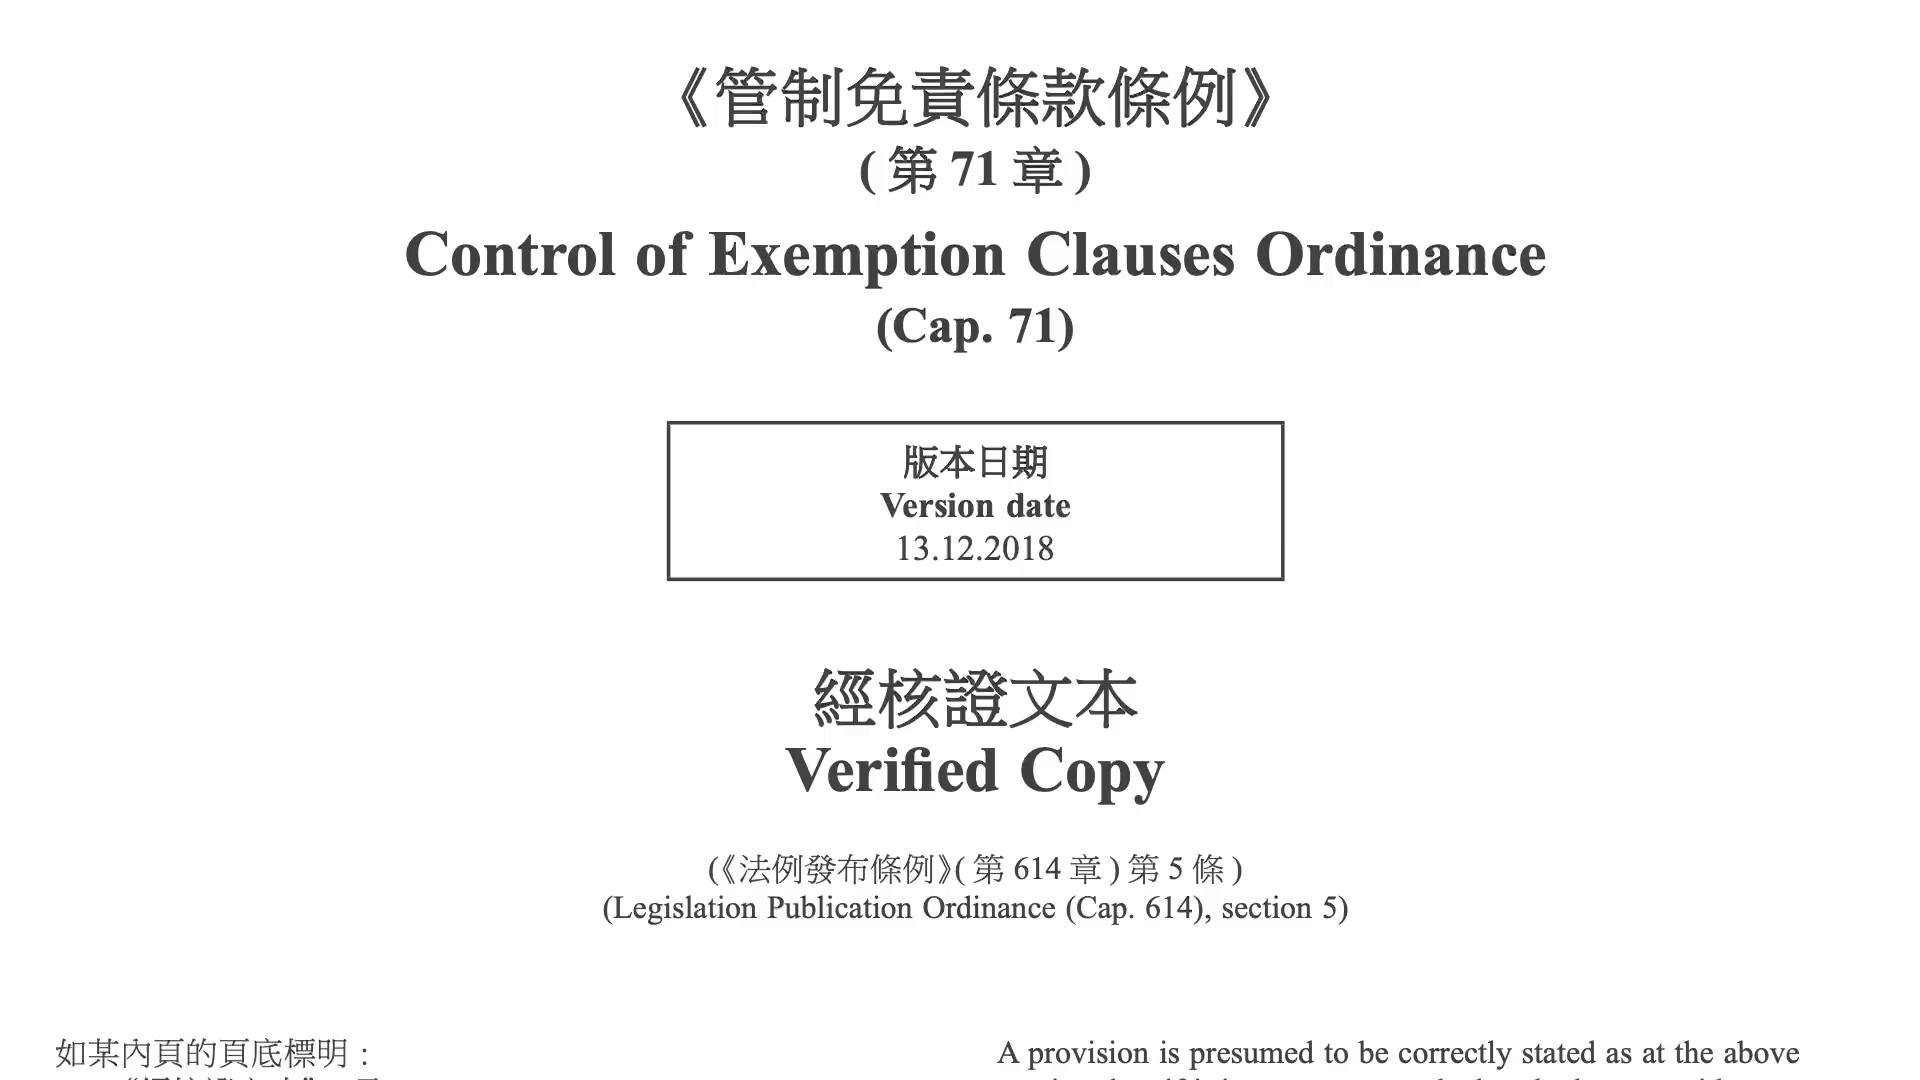 《管制免責條款條例》
(第 71 章)
Control of Exemption Clauses Ordinance
(Cap. 71)
版本日期
Version date
13.12.2018
經核證文本
Verified Copy
(《法例發布條例》(第 614 章)第 5 條)
(Legislation Publication Ordinance (Cap. 614), section 5)
如某內頁的頁底標明：
A provision is presumed to be correctly stated as at the above